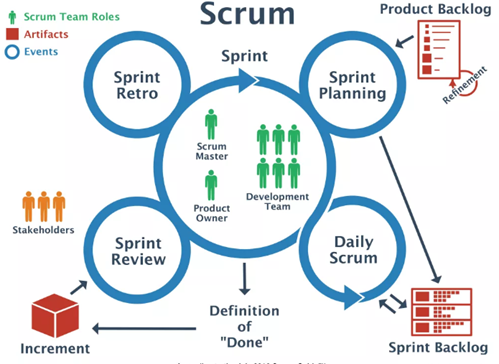 Scrum
Scrum Team Roles
Artifacts
Events
Product Backlog
Refinement
Sprint
Sprint
Retro
Sprint
Planning
Scrum
Master
Product
Owner
Development
Team
Stakeholders
Sprint
Review
Daily
Scrum
Definition
of
"Done"
Increment
Sprint Backlog